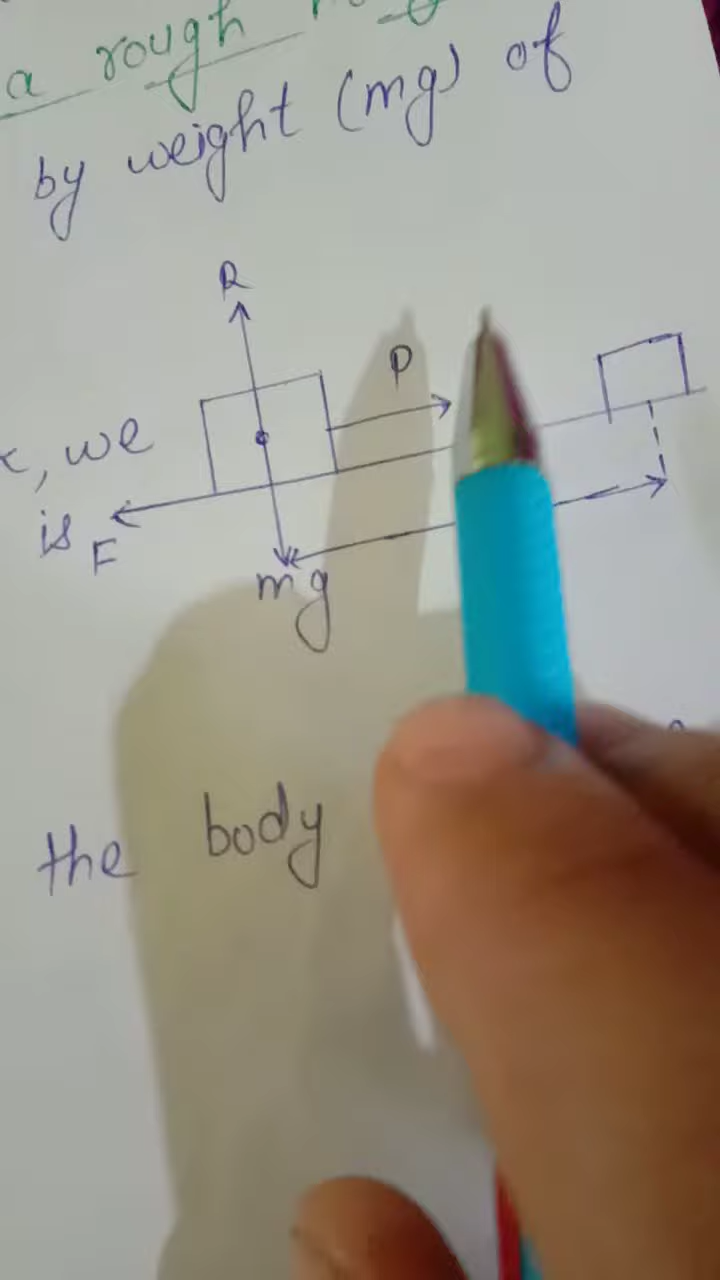 a rough
by weight (mg) of
R
P
, we
is
F
mg
the body